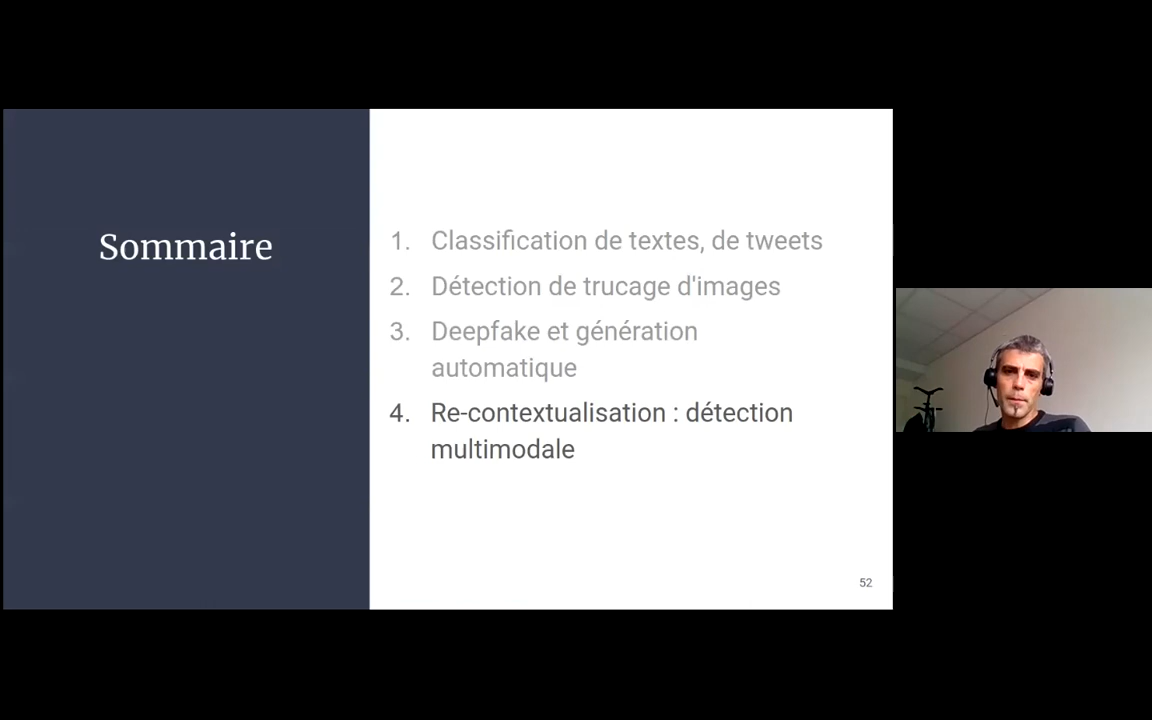 Sommaire
1. Classification de textes, de tweets
2. Détection de trucage d'images
3. Deepfake et génération
automatique
4. Re-contextualisation : détection
multimodale
52